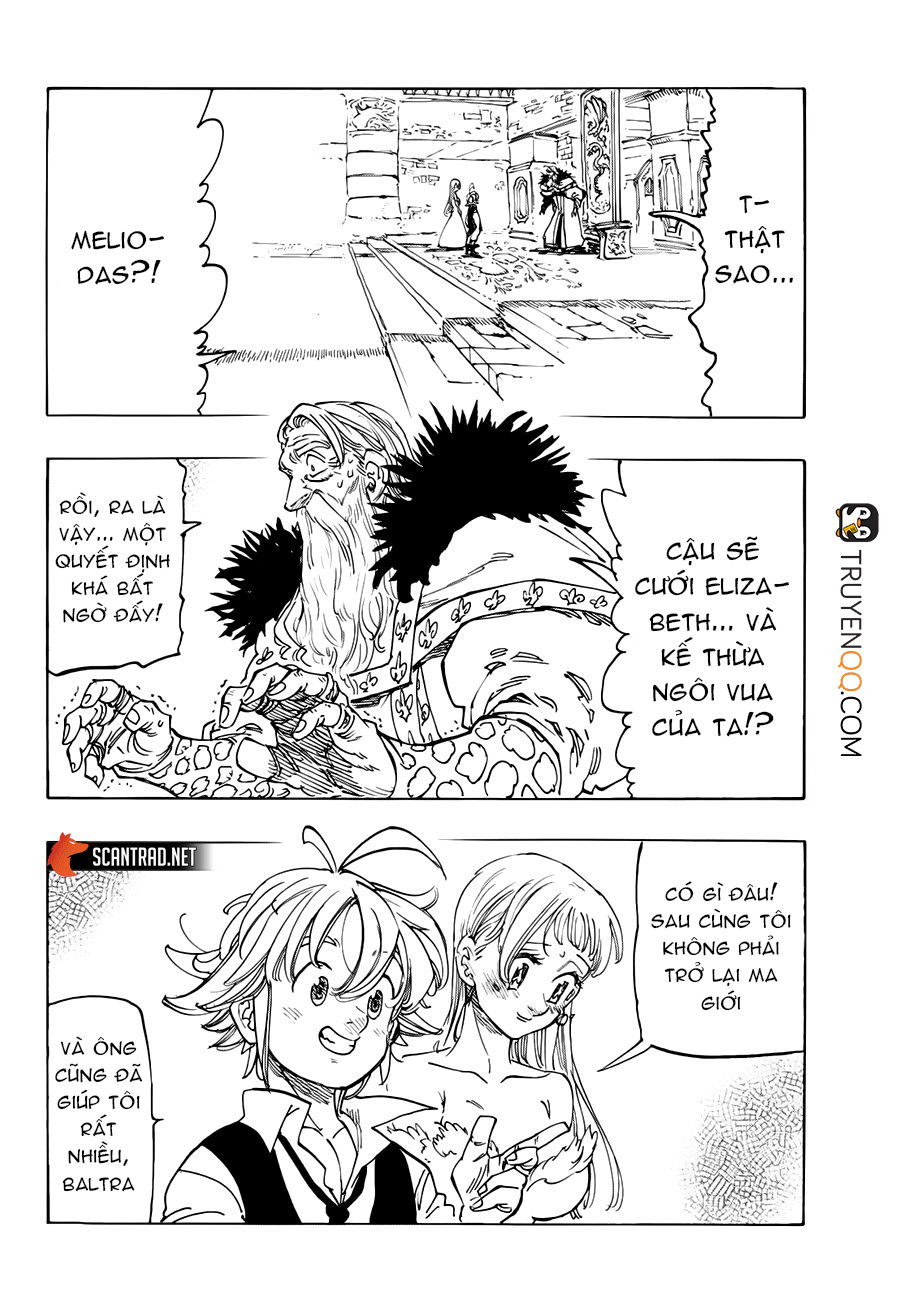 T-
THẬT
SAO...
MELIO-
DAS?!
CẬU SẼ
CƯỚI ELIZA-
BETH... VÀ
KẾ THỪA
NGÔI VUA
CỦA TA!?
RỒI, RA LÀ
VẬY... MỘT
QUYẾT ĐỊNH
KHÁ BẤT
NGỜ ĐẤY!
TRUYENQQ.COM
SCANTRAD.NET
CÓ GÌ ĐÂU!
SAU CÙNG TÔI
KHÔNG PHẢI
TRỞ LẠI MA
GIỚI
VÀ ÔNG
CŨNG ĐÃ
GIÚP TÔI
RẤT
NHIỀU,
BALTRA